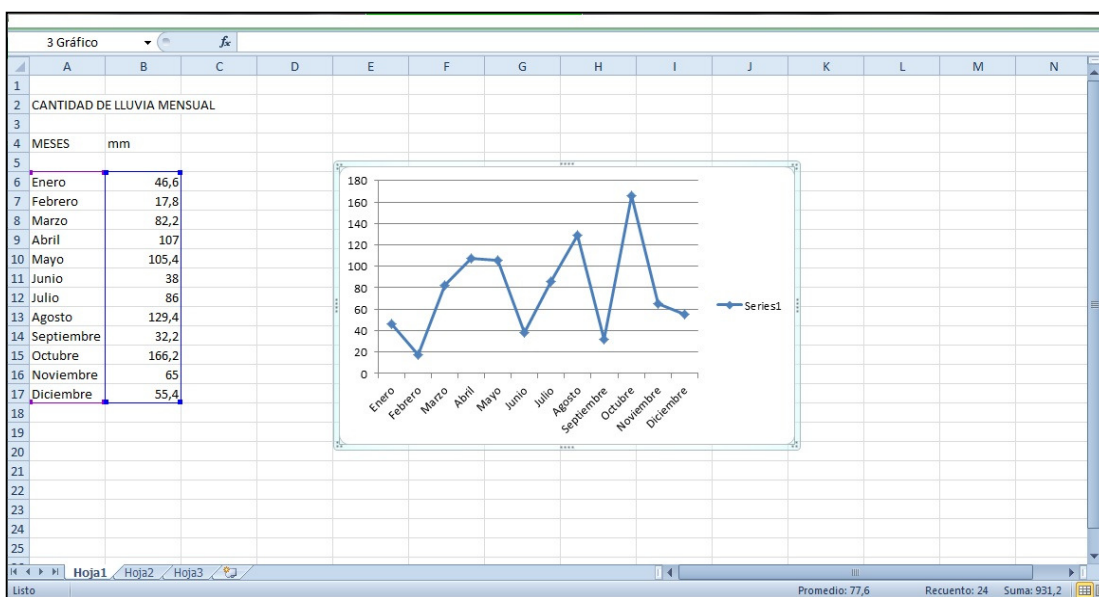 3 Gráfico fx
A B C D E F G H I J K L M N
1
2 CANTIDAD DE LLUVIA MENSUAL
3
4 MESES mm
5
6 Enero 46,6
7 Febrero 17,8
8 Marzo 82,2
9 Abril 107
10 Mayo 105,4
11 Junio 38
12 Julio 86
13 Agosto 129,4
14 Septiembre 32,2
15 Octubre 166,2
16 Noviembre 65
17 Diciembre 55,4
18
19
20
21
22
23
24
25
180
160
140
120
100
80
60
40
20
0
Enero Febrero Marzo Abril Mayo Junio Julio Agosto Septiembre Octubre Noviembre Diciembre
Series1
Hoja1 Hoja2 Hoja3
Listo Promedio: 77,6 Recuento: 24 Suma: 931,2